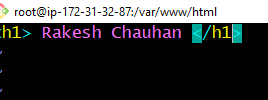 root@ip-172-31-32-87:/var/www/html
h1> Rakesh Chauhan </h1>